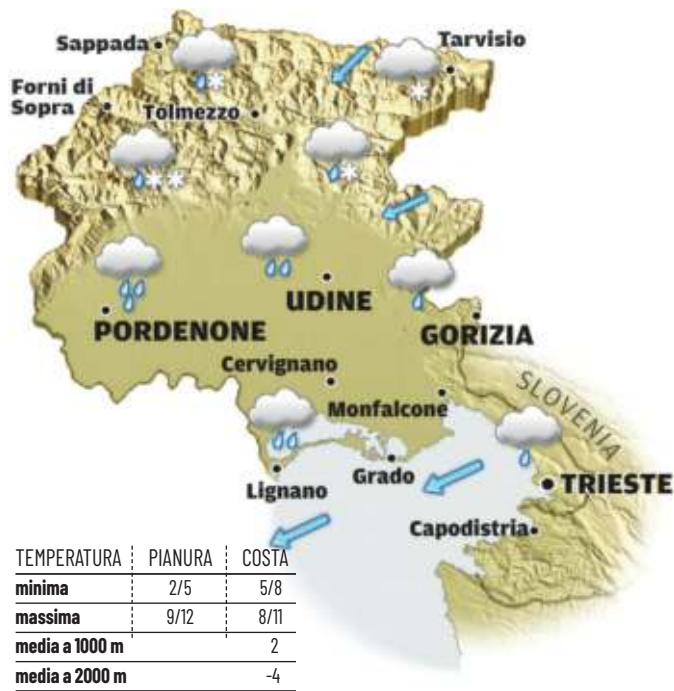 Sappada
Tarvisio
Forni di
Sopra
Tolmezzo
UDINE
PORDENONE
GORIZIA
Cervignano
SLOVENIA
Monfalcone
Grado
Lignano
TRIESTE
Capodistria
TEMPERATURA PIANURA COSTA
minima 2/5 5/8
massima 9/12 8/11
media a 1000 m 2
media a 2000 m -4